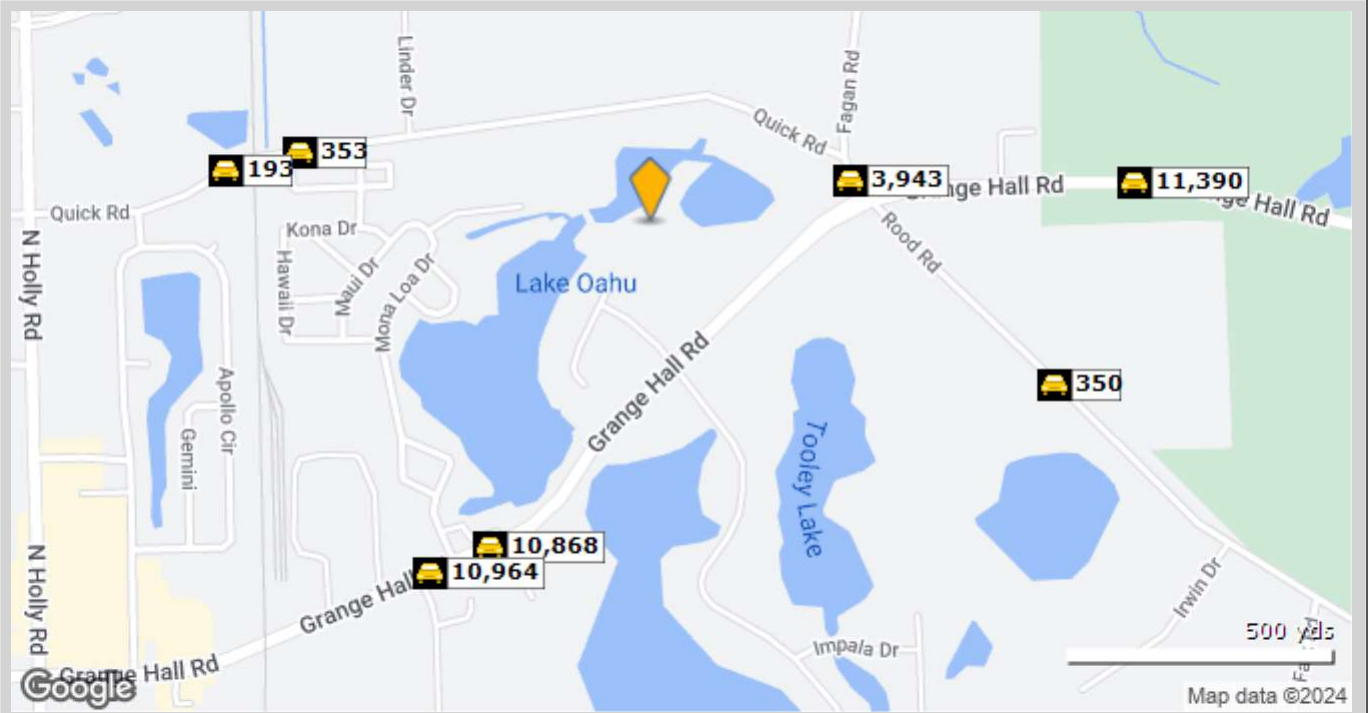 Linder Dr
Fagan Rd
Quick Rd
353
193
3,943
Grange Hall Rd
11,390
Grange Hall Rd
Quick Rd
Kona Dr
Rood Rd
N Holly Rd
Hawaii Dr
Maui Dr
Mona Loa Dr
Lake Oahu
Grange Hall Rd
350
Apollo Cir
Gemini
Tooley Lake
10,868
10,964
Grange Hall
N Holly Rd
Irwin Dr
500 yds
Impala Dr
Grange Hall Rd
Google
Map data ©2024